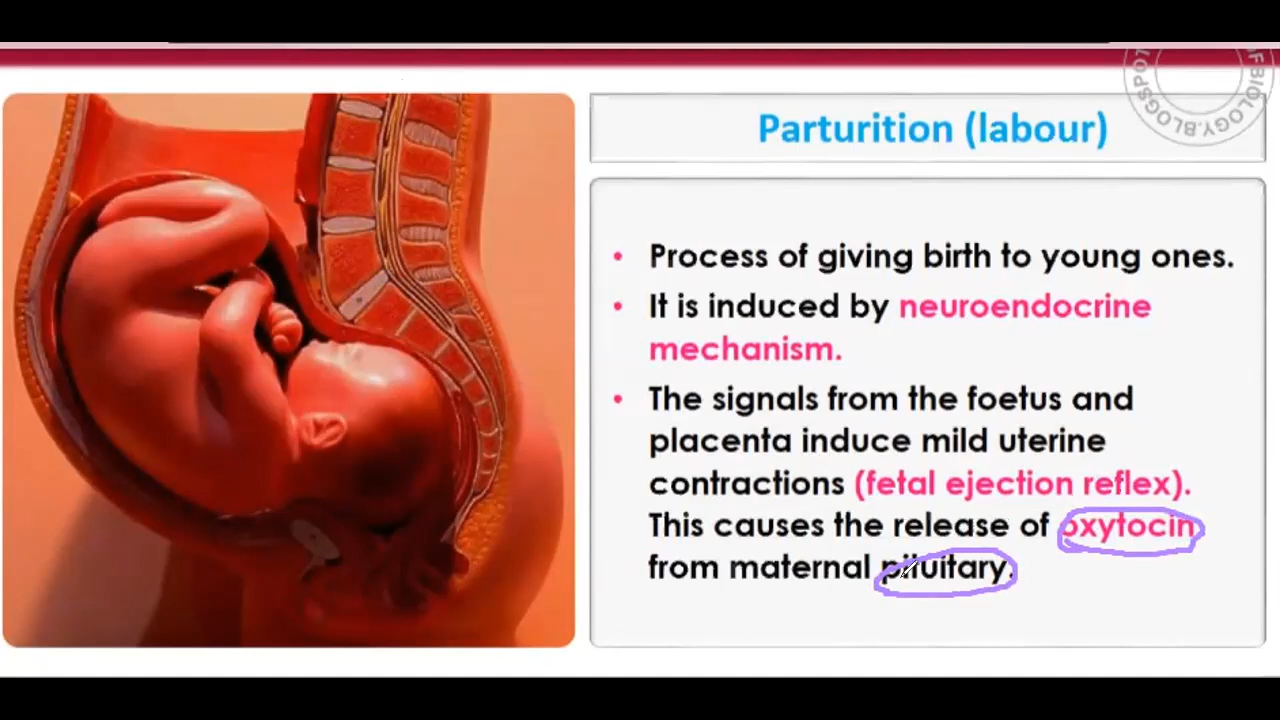 Parturition (labour)
• Process of giving birth to young ones.
• It is induced by neuroendocrine
mechanism.
• The signals from the foetus and
placenta induce mild uterine
contractions (fetal ejection reflex).
This causes the release of oxytocin
from maternal pituitary.